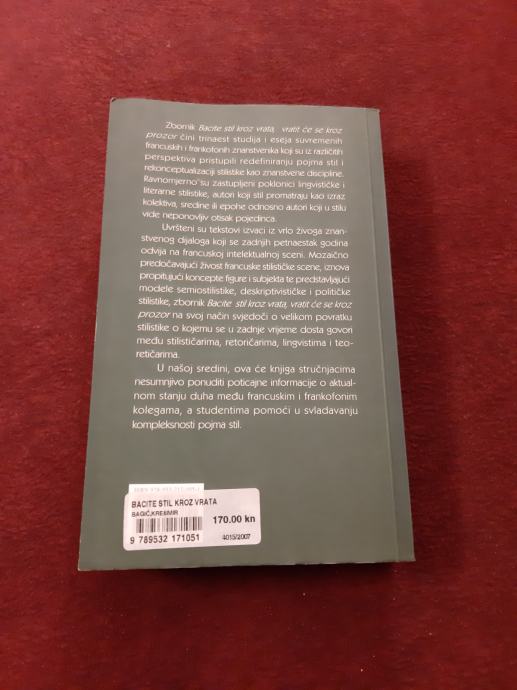 Zbornik Bacite stil kroz vrata, vratit će se kroz
prozor čini trinaest studija i eseja suvremenih
francuskih i frankofonih znanstvenika koji su iz različitih
perspektiva pristupili redefiniranju pojma stil i
rekonceptualizaciji stilistike kao znanstvene discipline.
Ravnomjerno su zastupljeni poklonici lingvističke i
literarne stilistike, autori koji stil promatraju kao izraz
kolektiva, sredine ili epohe odnosno autori koji u stilu
vide neponovljiv otisak pojedinca.
Uvršteni su tekstovi izvaci iz vrlo živoga znan-
stvenog dijaloga koji se zadnjih petnaestak godina
odvija na francuskoj intelektualnoj sceni. Mozaično
predočavajući živost francuske stilističke scene, iznova
propitujući koncepte figure i subjekta te predstavljajući
modele semiostilistike, deskriptivističke i političke
stilistike, zbornik Bacite stil kroz vrata, vratit će se kroz
prozor na svoj način svjedoči o velikom povratku
stilistike o kojemu se u zadnje vrijeme dosta govori
među stilističarima, retoričarima, lingvistima i teo-
retičarima.
U našoj sredini, ova će knjiga stručnjacima
nesumnjivo ponuditi poticajne informacije o aktual-
nom stanju duha među francuskim i frankofonim
kolegama, a studentima pomoći u svladavanju
kompleksnosti pojma stil.
BACITE STIL KROZ VRATA
BAGIĆ,KREŠIMIR
170.00 kn
9 789532 171051
4015/2007